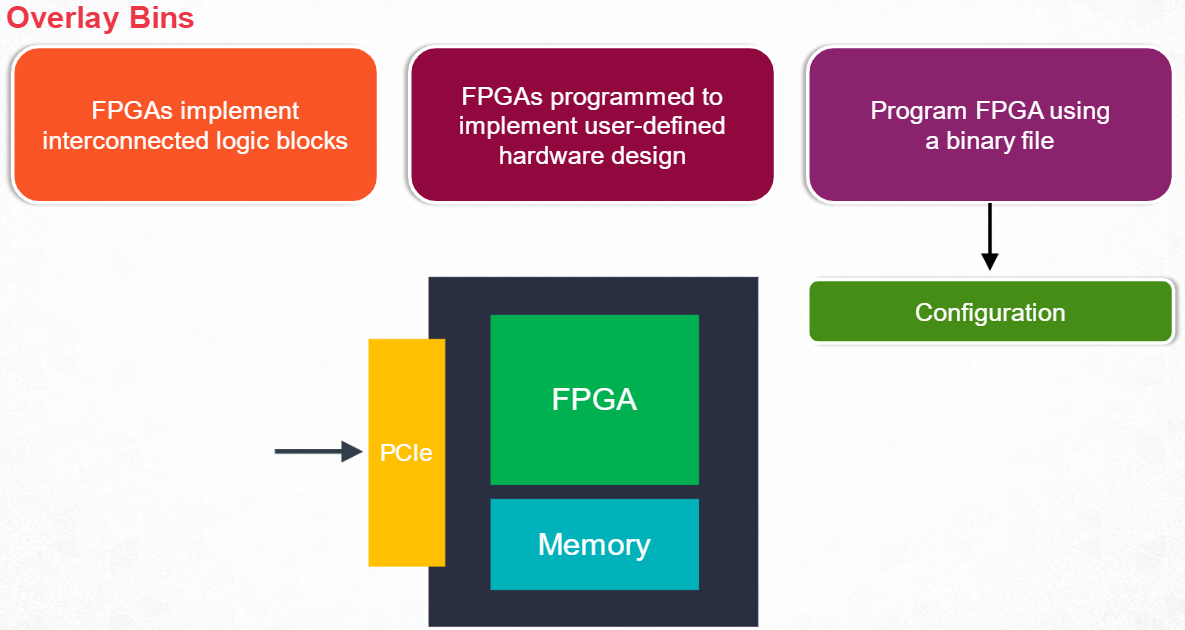 Overlay Bins
FPGAs implement
interconnected logic blocks
FPGAs programmed to
implement user-defined
hardware design
Program FPGA using
a binary file
Configuration
FPGA
PCIe
Memory